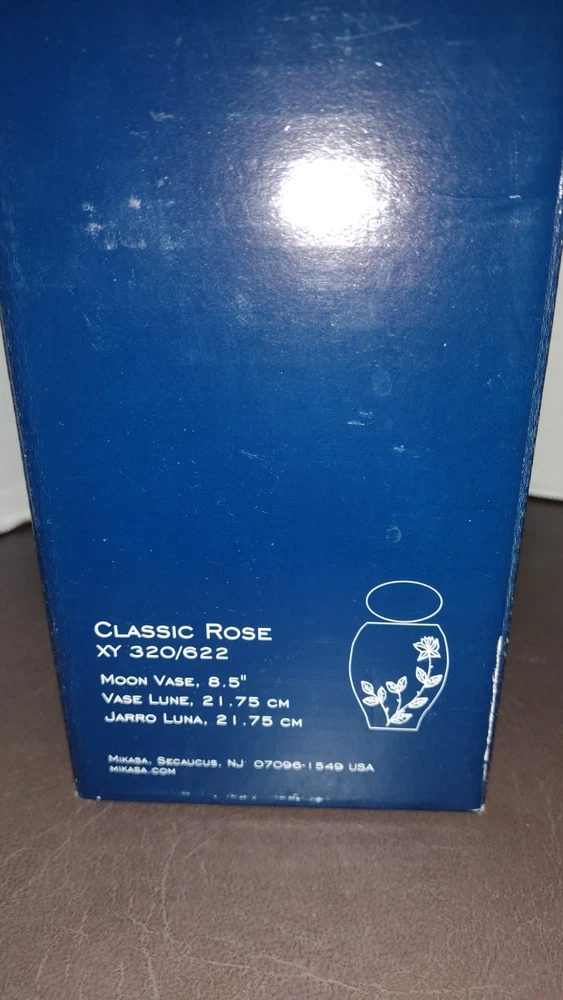 CLASSIC ROSE
XY 320/622
MOON VASE, 8.5"
VASE LUNE, 21.75 CM
JARRO LUNA, 21.75 CM
MIKASA, SECAUCUS, NJ 07096-1549 USA
MIKASA.COM